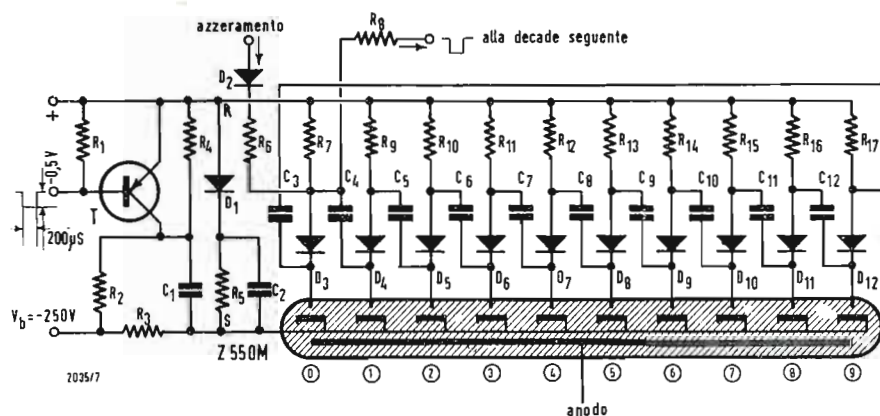 azzeramento
R8
alla decade seguente
D2
+
R
R1
R4
R6
R7
R9
R10
R11
R12
R13
R14
R15
R16
R17
-0,5 V
C3
C4
C5
C6
C7
C8
C9
C10
C11
C12
T
D1
200µS
D3
D4
D5
D6
D7
D8
D9
D10
D11
D12
R2
C1
R5
C2
Vb=-250V
R3
S
Z 550M
2035/7
0 1 2 3 4 5 6 7 8 9
anodo